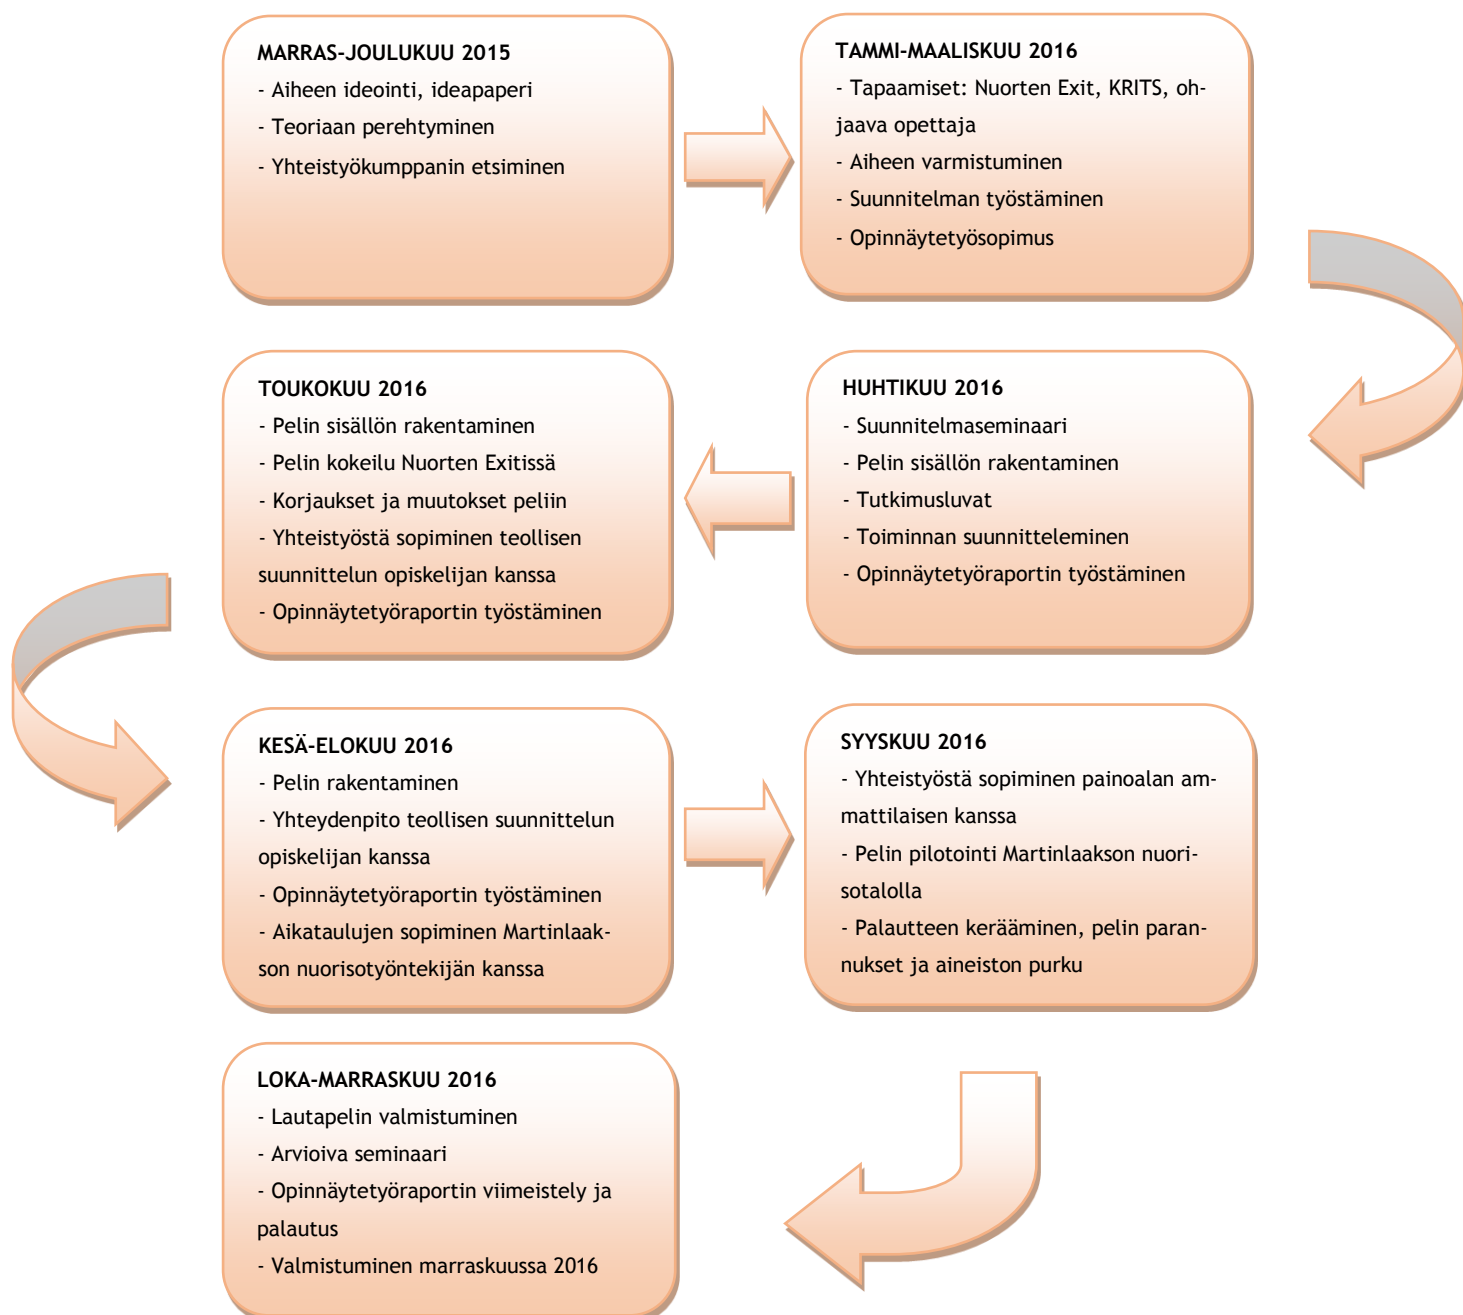 MARRAS-JOULUKUU 2015
- Aiheen ideointi, ideapaperi
- Teoriaan perehtyminen
- Yhteistyökumppanin etsiminen
TAMMI-MAALISKUU 2016
- Tapaamiset: Nuorten Exit, KRITS, oh-
jaava opettaja
- Aiheen varmistuminen
- Suunnitelman työstäminen
- Opinnäytetyösopimus
HUHTIKUU 2016
- Suunnitelmaseminaari
- Pelin sisällön rakentaminen
- Tutkimusluvat
- Toiminnan suunnitteleminen
- Opinnäytetyöraportin työstäminen
TOUKOKUU 2016
- Pelin sisällön rakentaminen
- Pelin kokeilu Nuorten Exitissä
- Korjaukset ja muutokset peliin
- Yhteistyöstä sopiminen teollisen
suunnittelun opiskelijan kanssa
- Opinnäytetyöraportin työstäminen
KESÄ-ELOKUU 2016
- Pelin rakentaminen
- Yhteydenpito teollisen suunnittelun
opiskelijan kanssa
- Opinnäytetyöraportin työstäminen
- Aikataulujen sopiminen Martinlaak-
son nuorisotyöntekijän kanssa
SYYSKUU 2016
- Yhteistyöstä sopiminen painoalan am-
mattilaisen kanssa
- Pelin pilotointi Martinlaakson nuori-
sotalolla
- Palautteen kerääminen, pelin paran-
nukset ja aineiston purku
LOKA-MARRASKUU 2016
- Lautapelin valmistuminen
- Arvioiva seminaari
- Opinnäytetyöraportin viimeistely ja
palautus
- Valmistuminen marraskuussa 2016